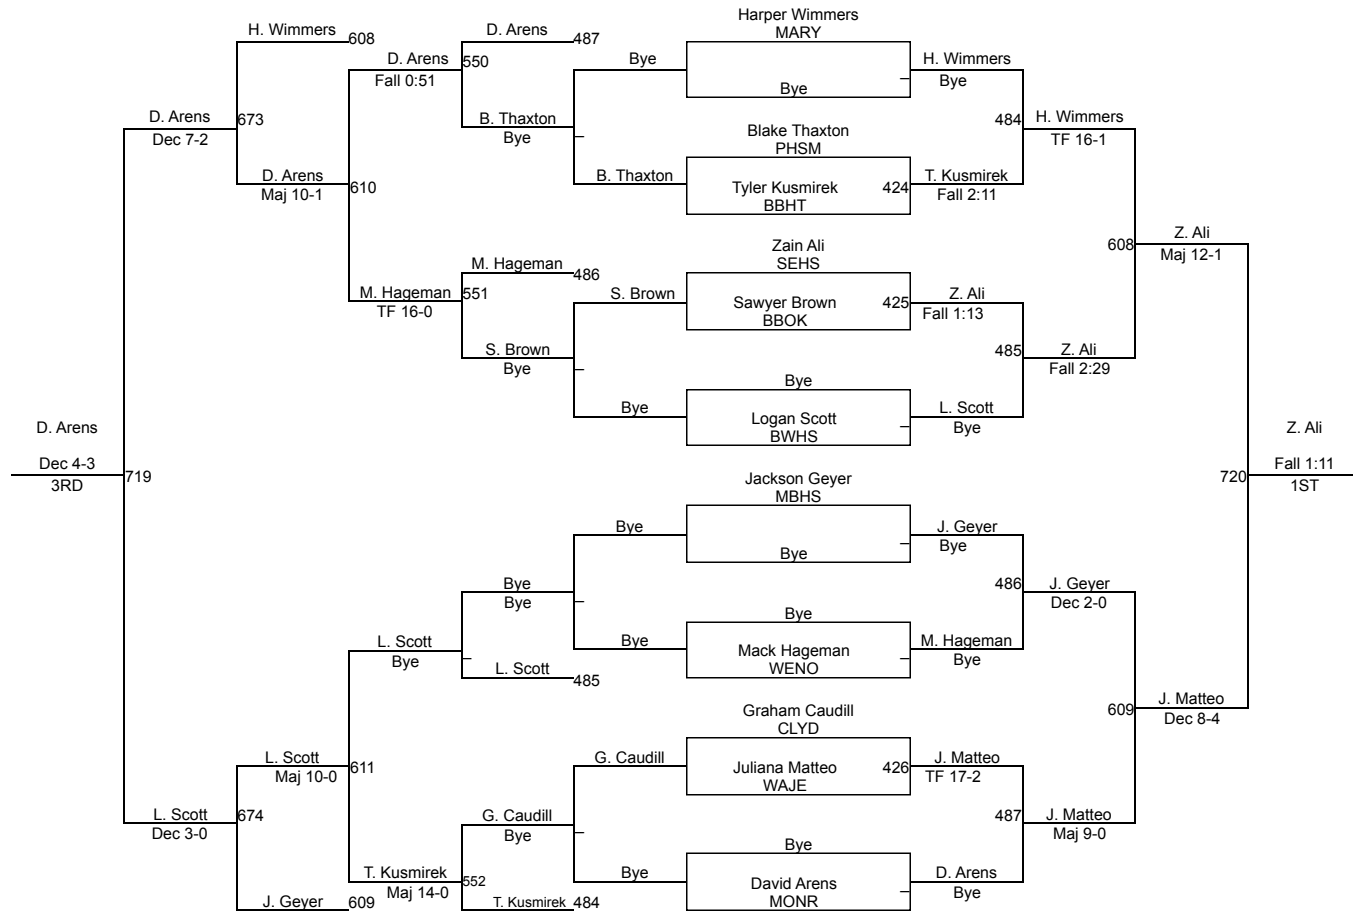 Harper Wimmers
MARY
H. Wimmers
608
D. Arens
487
D. Arens
550
Fall 0:51
Bye
H. Wimmers
Bye
Bye
D. Arens
673
Dec 7-2
B. Thaxton
Bye
484
H. Wimmers
TF 16-1
Blake Thaxton
PHSM
D. Arens
610
Maj 10-1
B. Thaxton
Tyler Kusmirek
424
BBHT
T. Kusmirek
Fall 2:11
Zain Ali
SEHS
608
Z. Ali
Maj 12-1
M. Hageman
486
M. Hageman
551
TF 16-0
S. Brown
Sawyer Brown
425
BBOK
Z. Ali
Fall 1:13
S. Brown
Bye
485
Z. Ali
Fall 2:29
Bye
Bye
Logan Scott
BWHS
L. Scott
Bye
D. Arens
Dec 4-3
3RD
719
Z. Ali
720
Fall 1:11
1ST
Jackson Geyer
MBHS
Bye
Bye
J. Geyer
Bye
Bye
Bye
486
J. Geyer
Dec 2-0
Bye
L. Scott
Bye
Bye
Mack Hageman
WENO
M. Hageman
Bye
L. Scott
485
609
J. Matteo
Dec 8-4
Graham Caudill
CLYD
L. Scott
611
Maj 10-0
G. Caudill
Juliana Matteo
426
WAJE
J. Matteo
TF 17-2
L. Scott
674
Dec 3-0
G. Caudill
Bye
487
J. Matteo
Maj 9-0
Bye
T. Kusmirek
552
Maj 14-0
Bye
David Arens
MONR
D. Arens
Bye
J. Geyer
609
T. Kusmirek
484